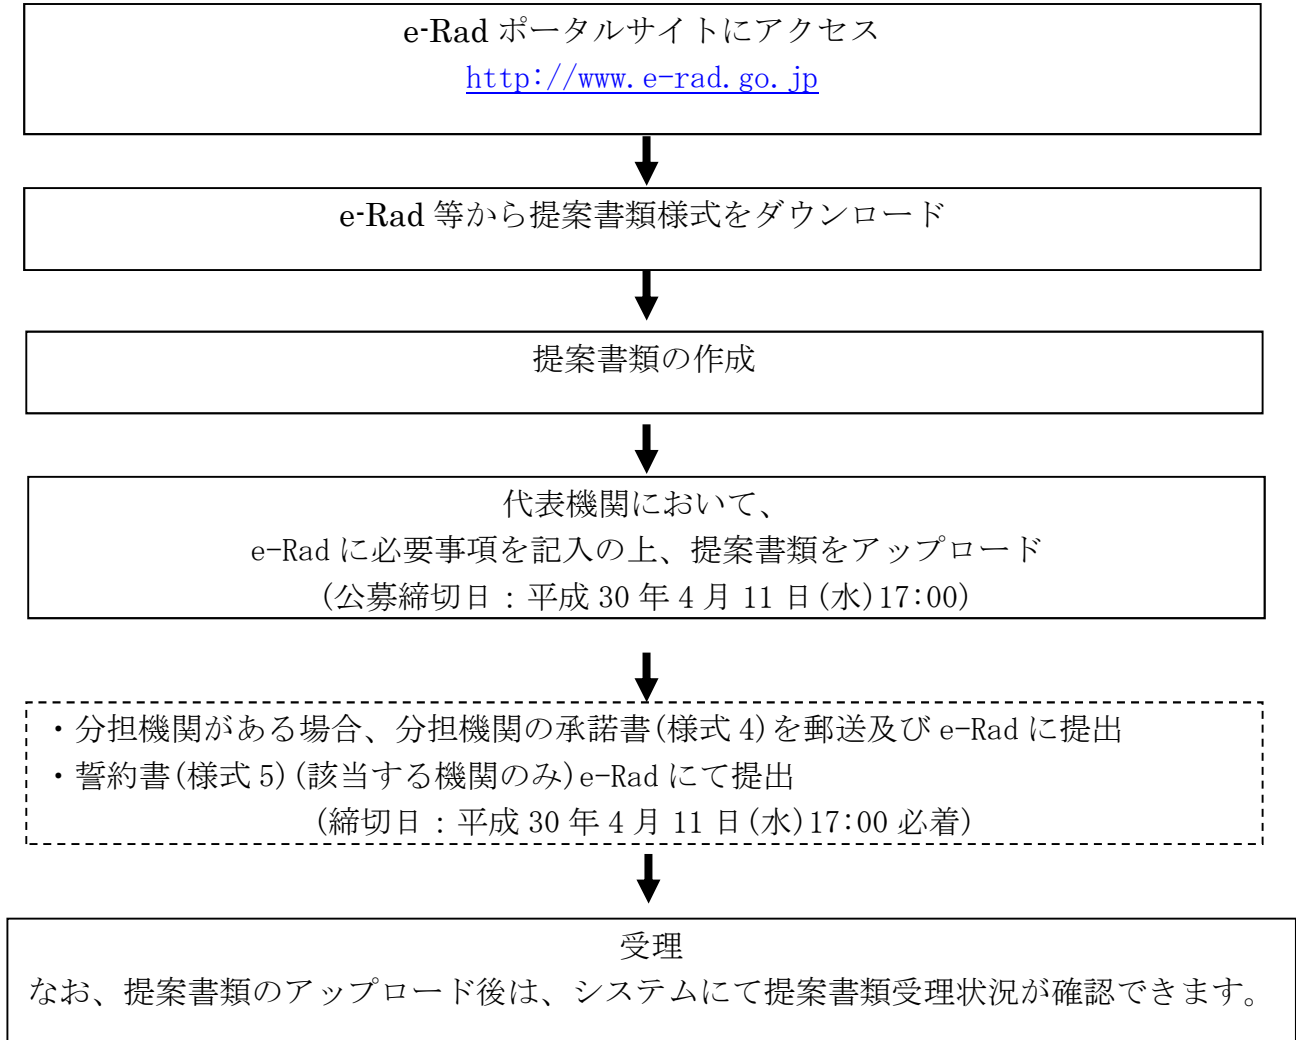 e-Rad ポータルサイトにアクセス
http://www.e-rad.go.jp
e-Rad 等から提案書類様式をダウンロード
提案書類の作成
代表機関において、
e-Rad に必要事項を記入の上、提案書類をアップロード
(公募締切日：平成 30 年 4 月 11 日(水)17:00)
・分担機関がある場合、分担機関の承諾書(様式 4)を郵送及び e-Rad に提出
・誓約書(様式 5)(該当する機関のみ)e-Rad にて提出
(締切日：平成 30 年 4 月 11 日(水)17:00 必着)
受理
なお、提案書類のアップロード後は、システムにて提案書類受理状況が確認できます。